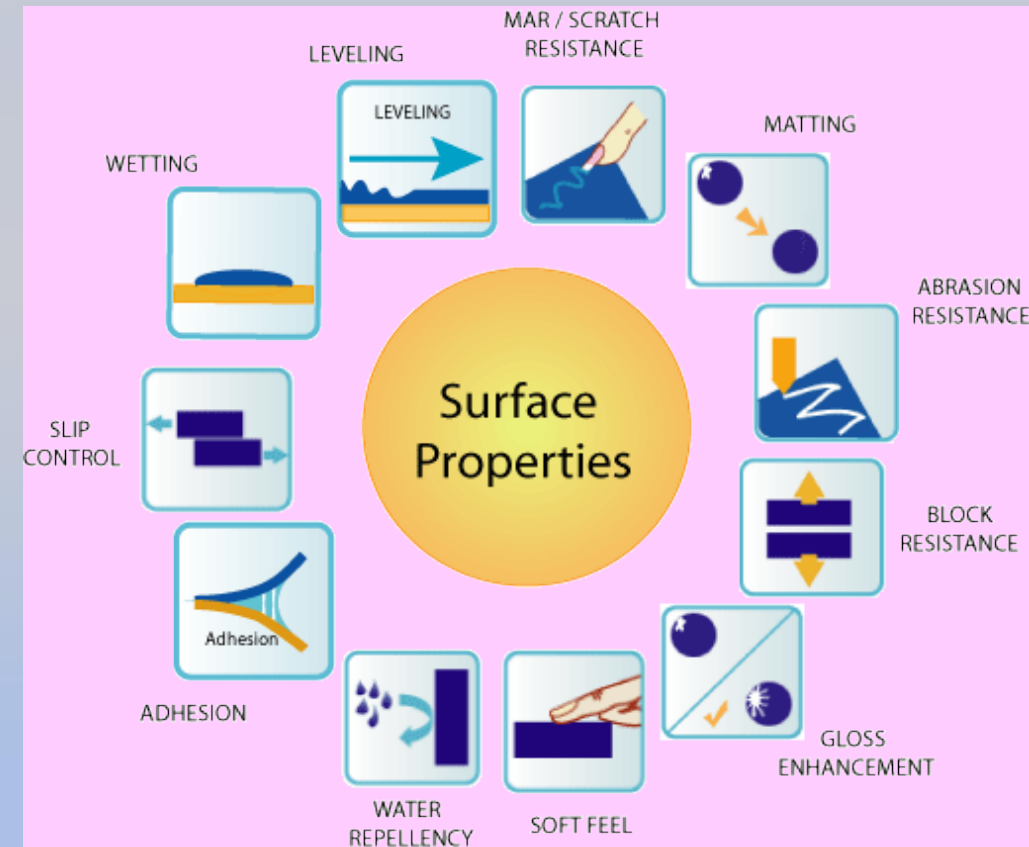 MAR / SCRATCH
RESISTANCE
LEVELING
LEVELING
MATTING
WETTING
ABRASION
RESISTANCE
Surface
Properties
SLIP
CONTROL
BLOCK
RESISTANCE
Adhesion
ADHESION
GLOSS
ENHANCEMENT
WATER
REPELLENCY
SOFT FEEL